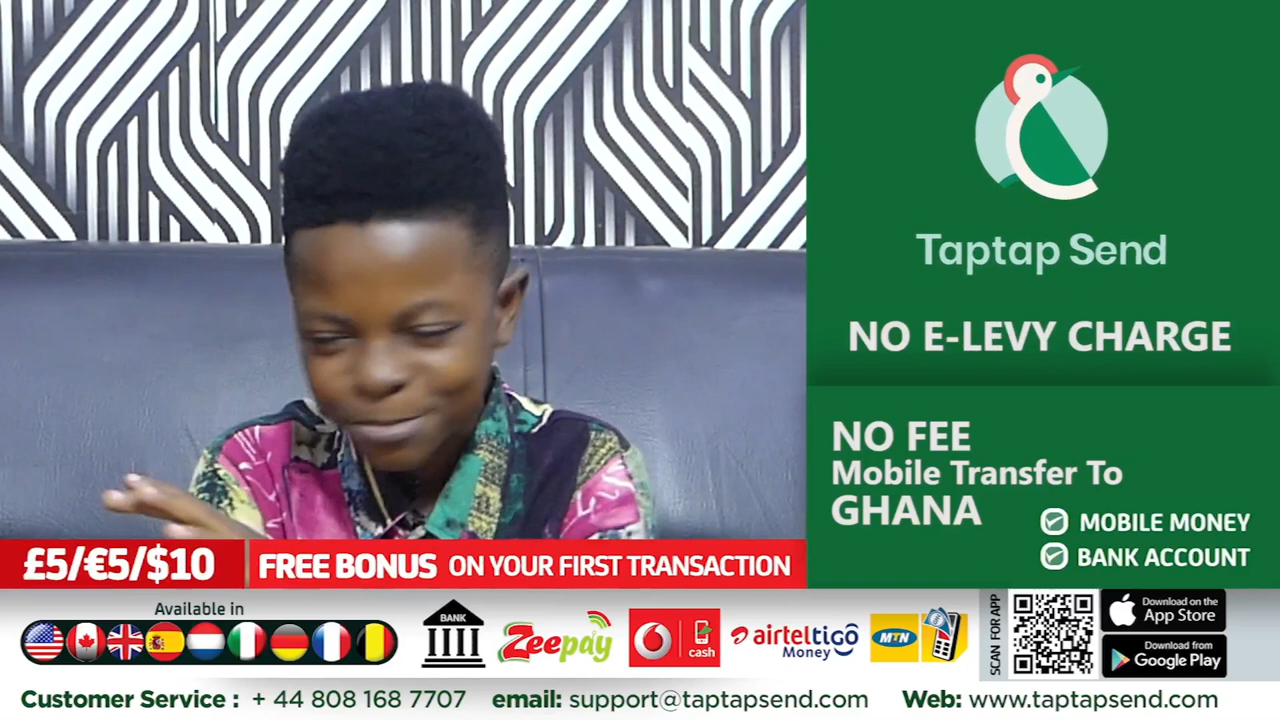 Taptap Send
NO E-LEVY CHARGE
NO FEE
Mobile Transfer To
GHANA
MOBILE MONEY
BANK ACCOUNT
£5/€5/$10
FREE BONUS ON YOUR FIRST TRANSACTION
Available in
BANK
Zeepay
cash
airteltigo
Money
MTN
SCAN FOR APP
Download on the
App Store
Download from
Google Play
Customer Service : + 44 808 168 7707 email: support@taptapsend.com Web: www.taptapsend.com